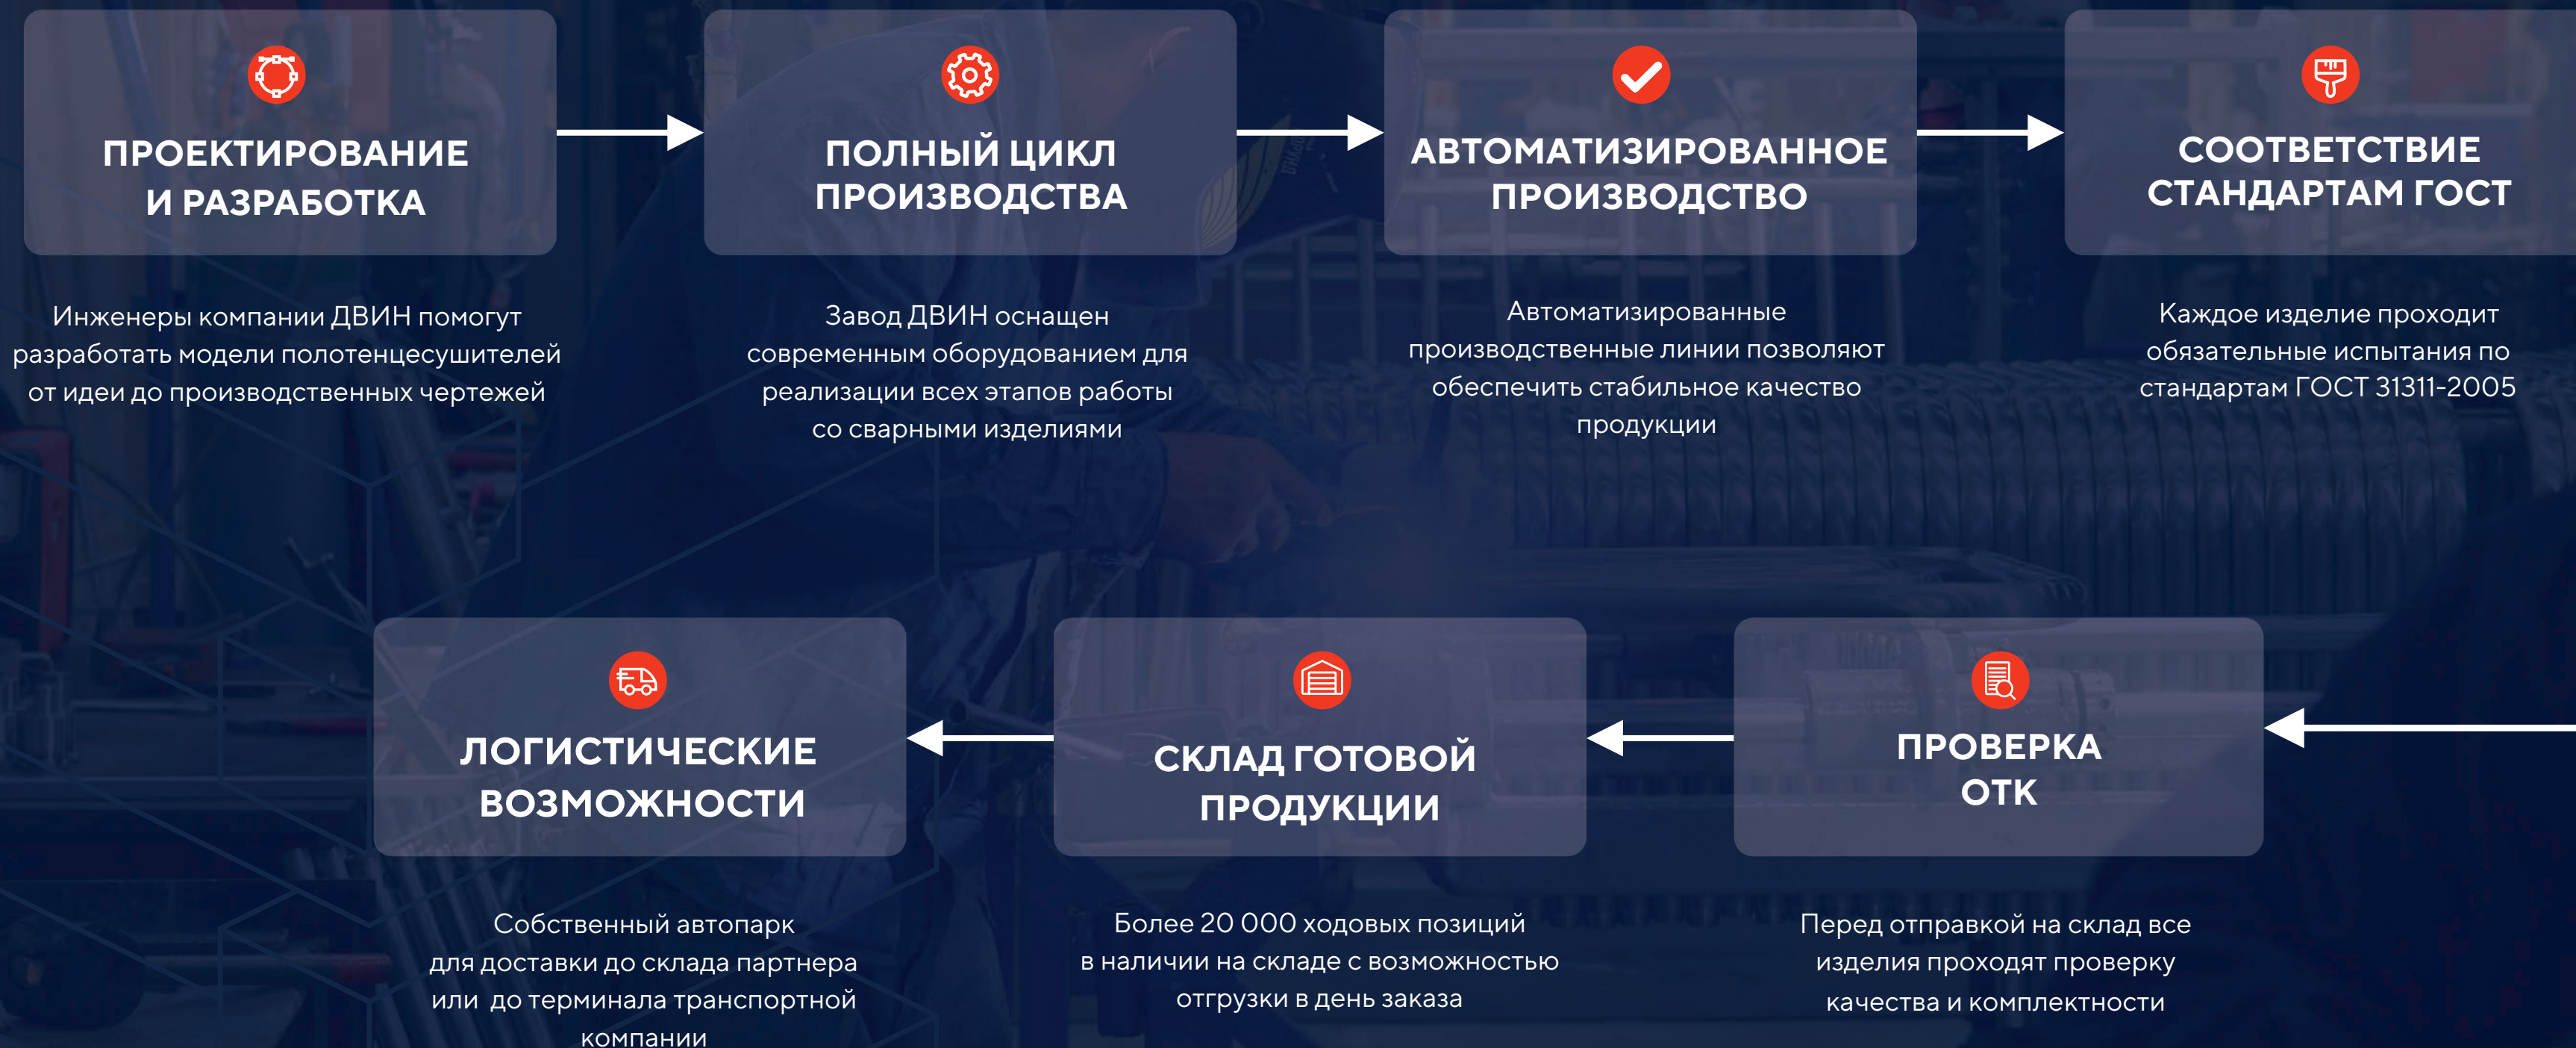 ПРОЕКТИРОВАНИЕ
И РАЗРАБОТКА
Инженеры компании ДВИН помогут
разработать модели полотенцесушителей
от идеи до производственных чертежей
ПОЛНЫЙ ЦИКЛ
ПРОИЗВОДСТВА
Завод ДВИН оснащен
современным оборудованием для
реализации всех этапов работы
со сварными изделиями
АВТОМАТИЗИРОВАННОЕ
ПРОИЗВОДСТВО
Автоматизированные
производственные линии позволяют
обеспечить стабильное качество
продукции
СООТВЕТСТВИЕ
СТАНДАРТАМ ГОСТ
Каждое изделие проходит
обязательные испытания по
стандартам ГОСТ 31311-2005
ЛОГИСТИЧЕСКИЕ
ВОЗМОЖНОСТИ
Собственный автопарк
для доставки до склада партнера
или до терминала транспортной
компании
СКЛАД ГОТОВОЙ
ПРОДУКЦИИ
Более 20 000 ходовых позиций
в наличии на складе с возможностью
отгрузки в день заказа
ПРОВЕРКА
ОТК
Перед отправкой на склад все
изделия проходят проверку
качества и комплектности